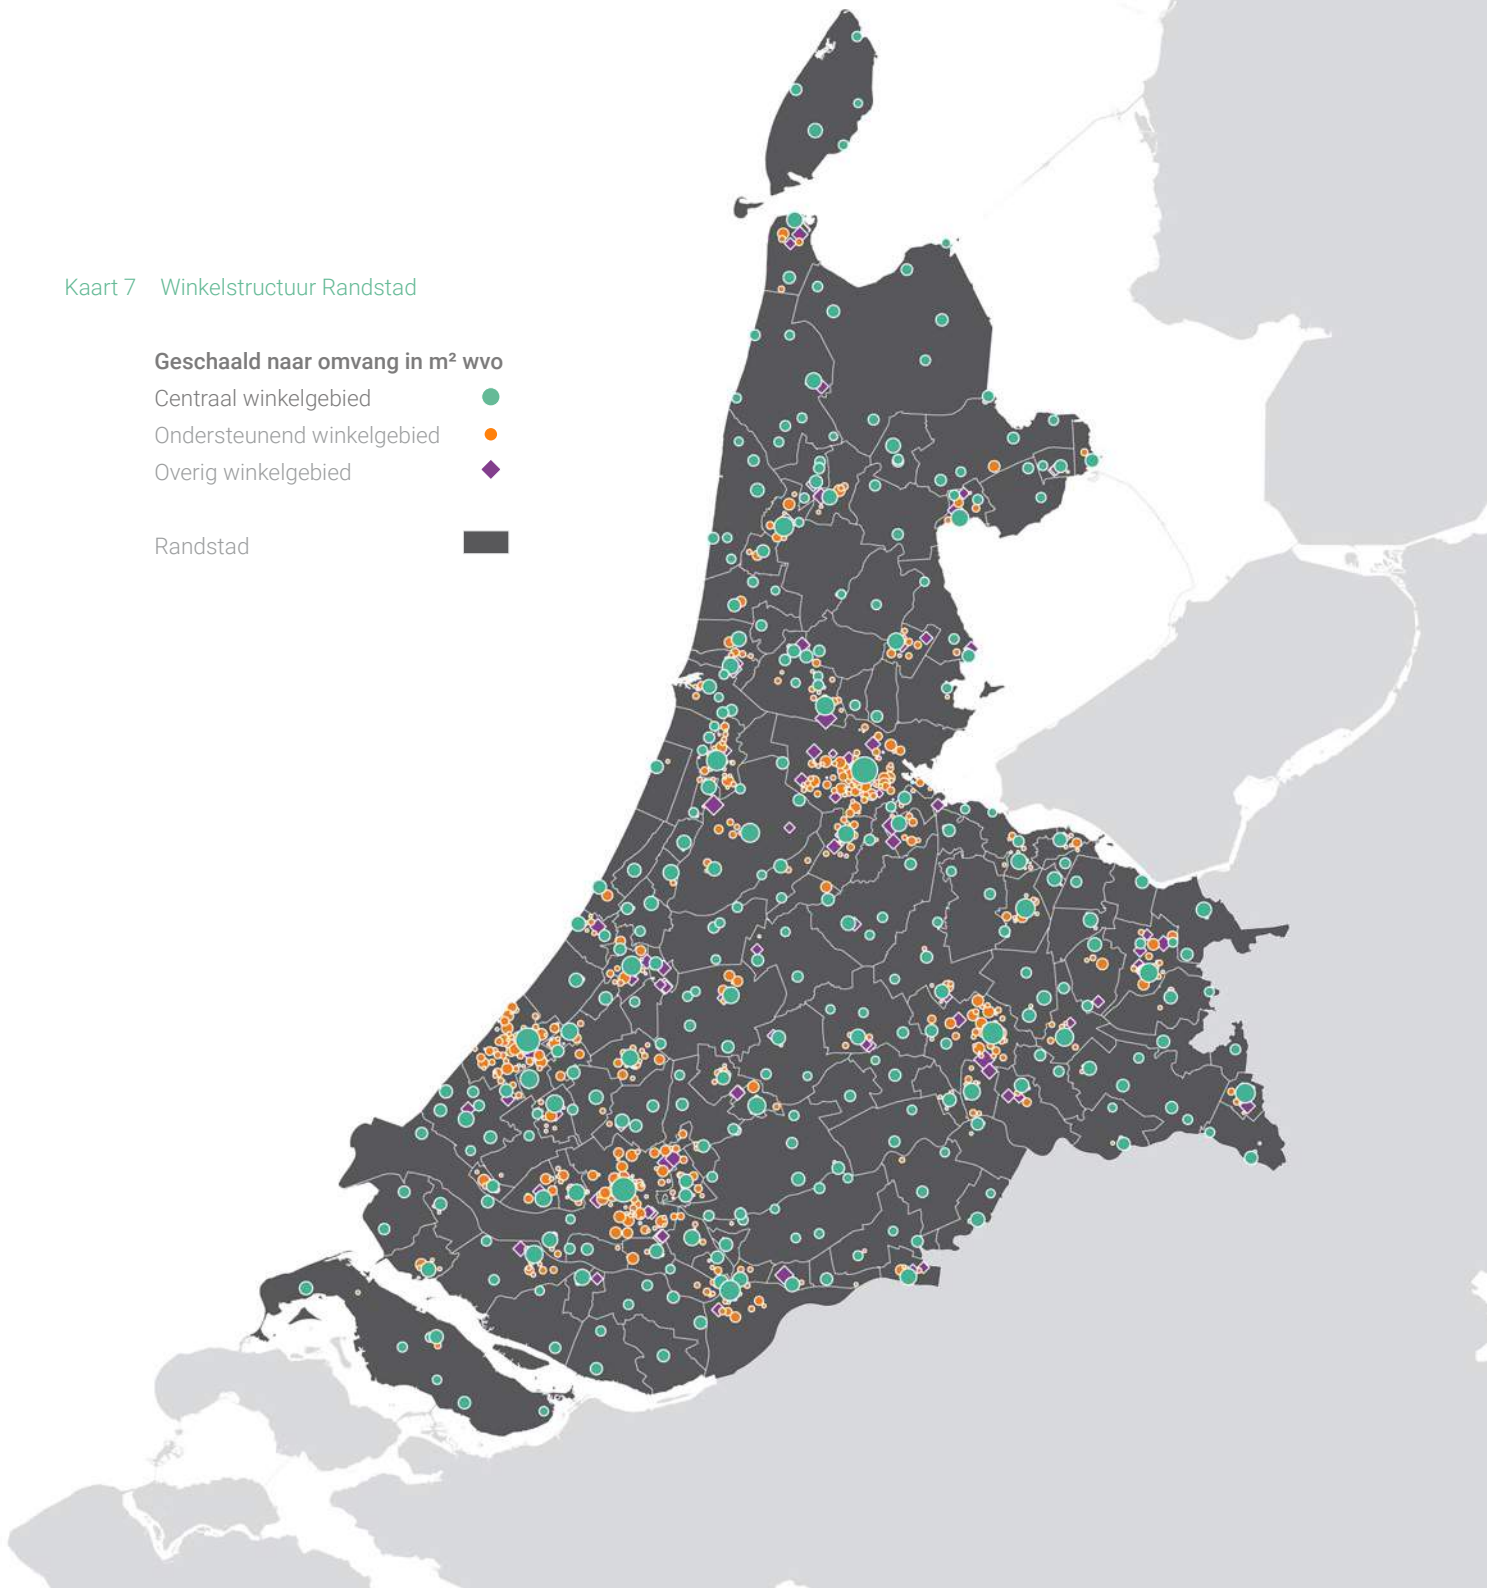 Kaart 7 Winkelstructuur Randstad
Geschaald naar omvang in m² wvo
Centraal winkelgebied
Ondersteunend winkelgebied
Overig winkelgebied
Randstad